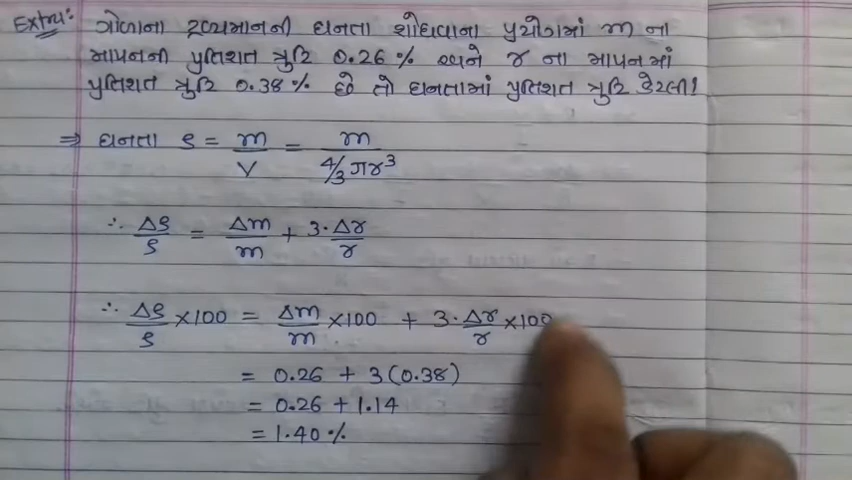 Extra: ગોળાના દ્રવ્યમાનની ઘનતા શોધવાના પ્રયોગમાં m ના
માપનની પ્રતિશત ત્રુટિ 0.26 % અને r ના માપનમાં
પ્રતિશત ત્રુટિ 0.38 % છે તો ઘનતામાં પ્રતિશત ત્રુટિ કેટલી?
⇒ ઘનતા ρ = m/V = m/(4/3 πr³)
∴ Δρ/ρ = Δm/m + 3·Δr/r
∴ Δρ/ρ ×100 = Δm/m ×100 + 3·Δr/r ×100
= 0.26 + 3(0.38)
= 0.26 + 1.14
= 1.40 %